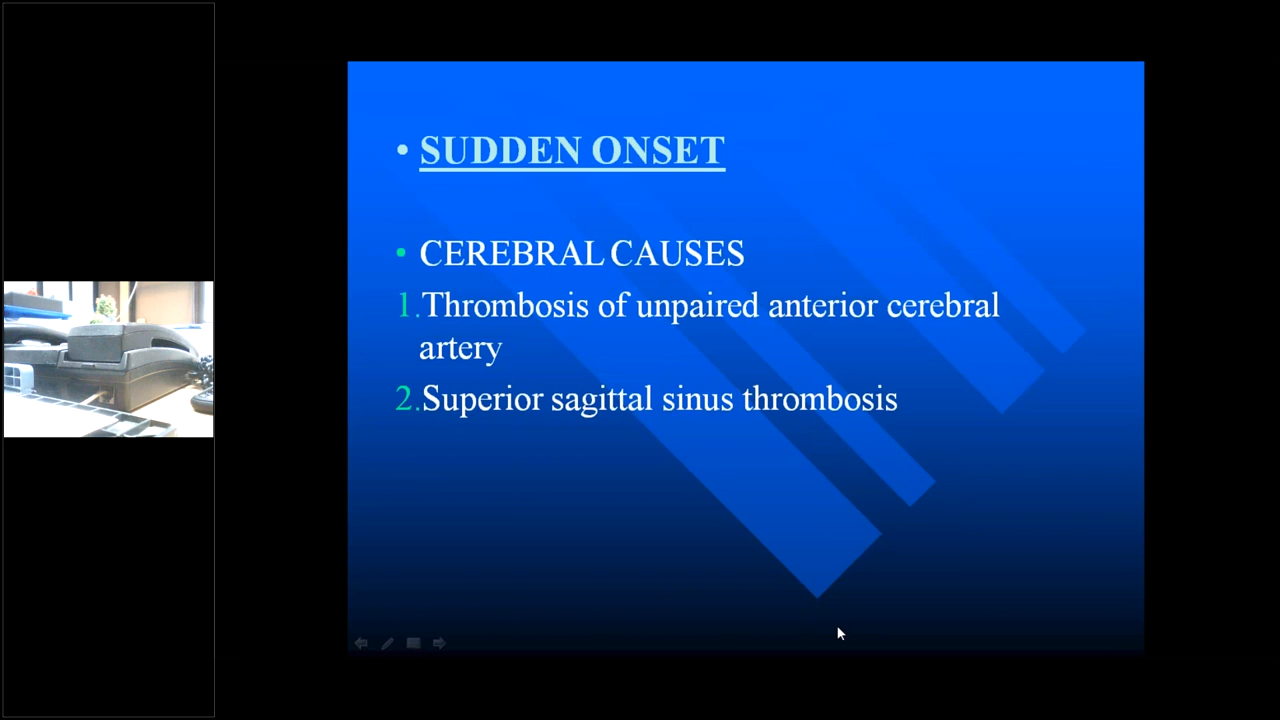 • SUDDEN ONSET
• CEREBRAL CAUSES
1.Thrombosis of unpaired anterior cerebral
artery
2.Superior sagittal sinus thrombosis